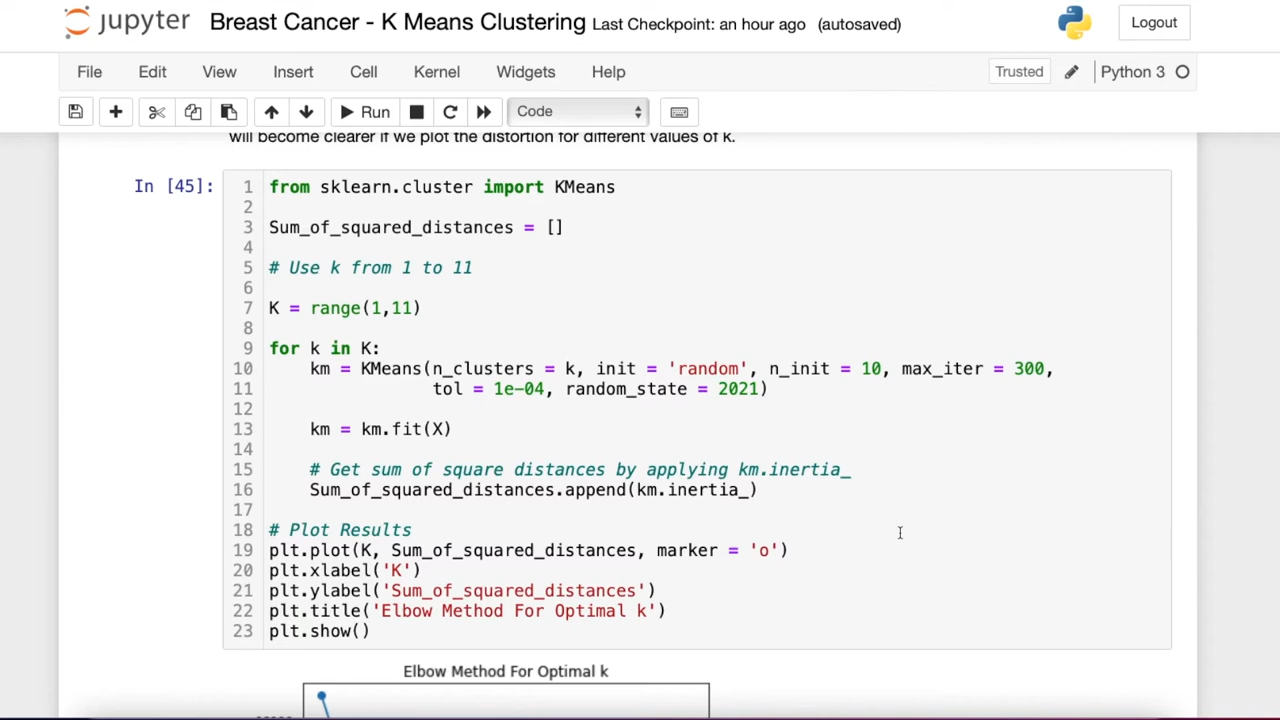 jupyter Breast Cancer - K Means Clustering Last Checkpoint: an hour ago (autosaved) Logout
File Edit View Insert Cell Kernel Widgets Help Trusted Python 3
Run Code
will become clearer if we plot the distortion for different values of k.
In [45]:
1 from sklearn.cluster import KMeans
2
3 Sum_of_squared_distances = []
4
5 # Use k from 1 to 11
6
7 K = range(1,11)
8
9 for k in K:
10     km = KMeans(n_clusters = k, init = 'random', n_init = 10, max_iter = 300,
11                 tol = 1e-04, random_state = 2021)
12
13     km = km.fit(X)
14
15     # Get sum of square distances by applying km.inertia_
16     Sum_of_squared_distances.append(km.inertia_)
17
18 # Plot Results
19 plt.plot(K, Sum_of_squared_distances, marker = 'o')
20 plt.xlabel('K')
21 plt.ylabel('Sum_of_squared_distances')
22 plt.title('Elbow Method For Optimal k')
23 plt.show()
Elbow Method For Optimal k